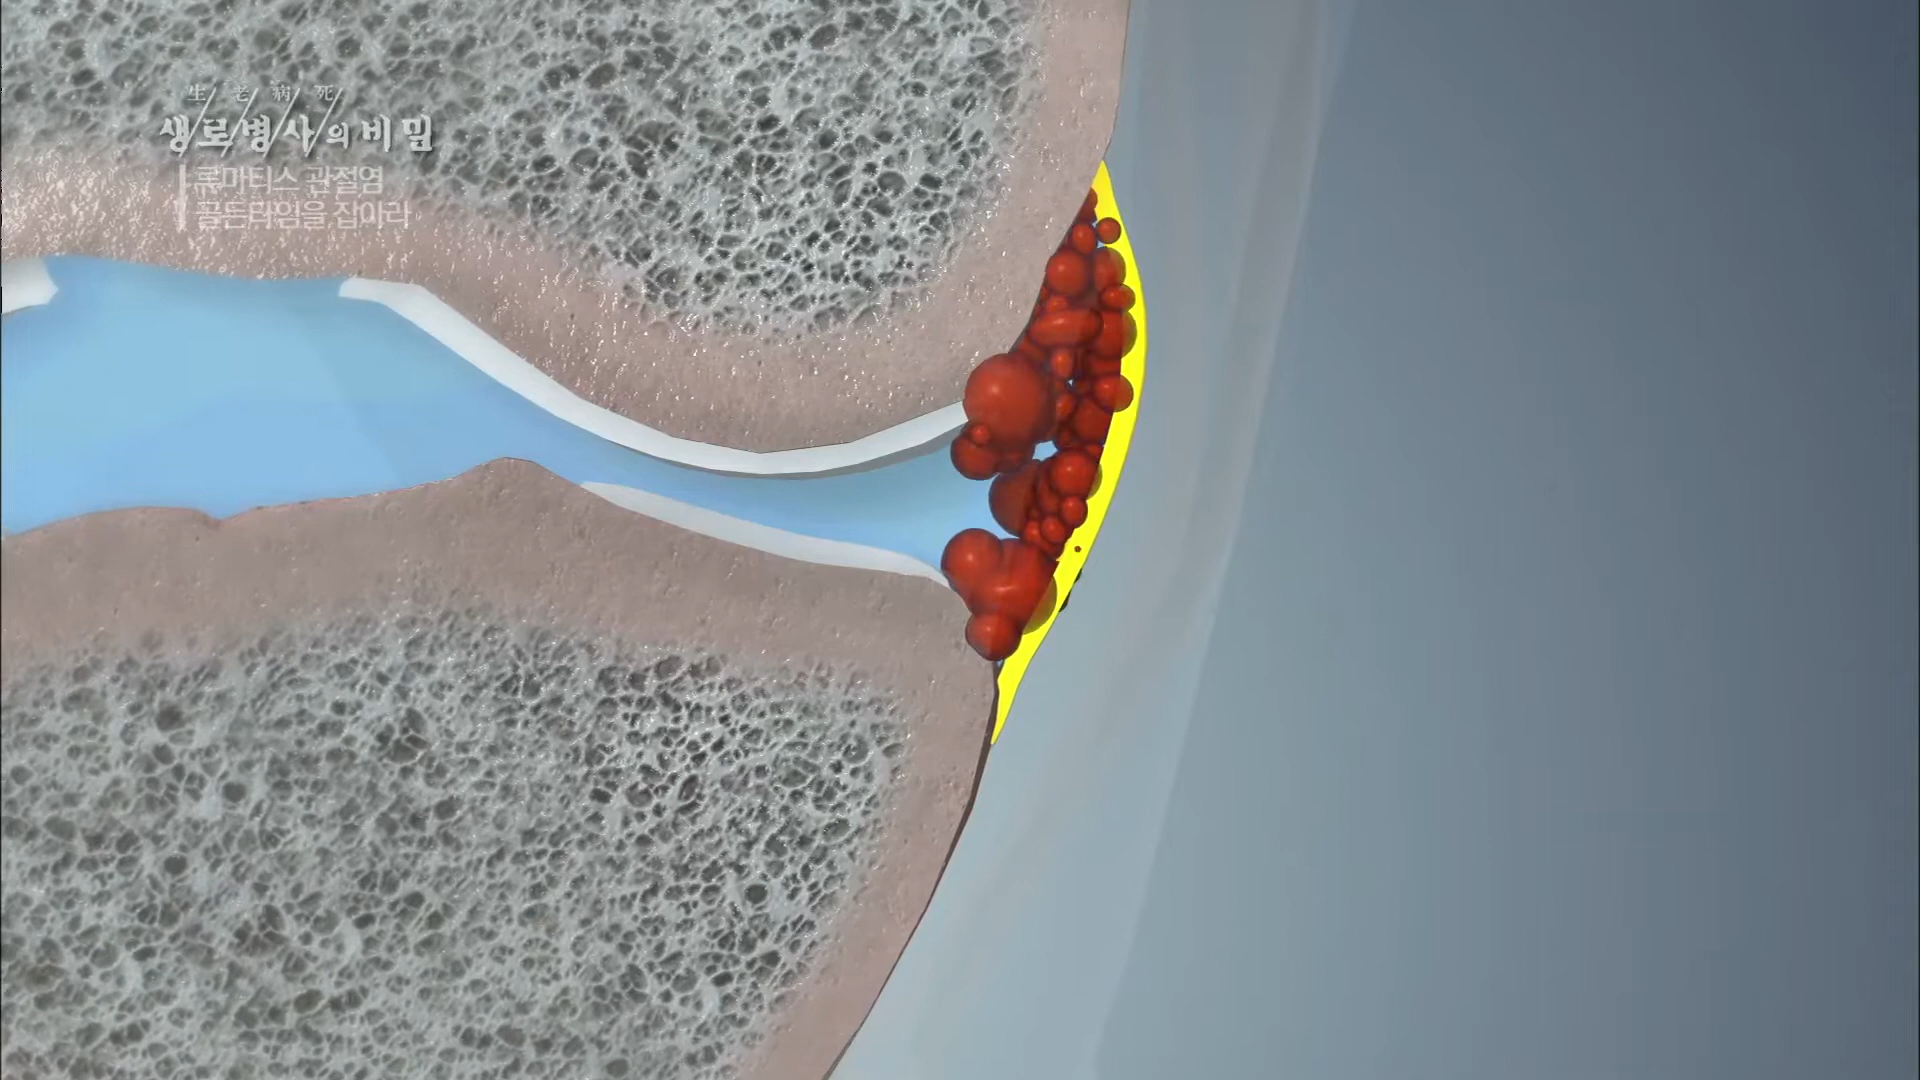 生老病死
생로병사의 비밀
류마티스 관절염
골든타임을 잡아라